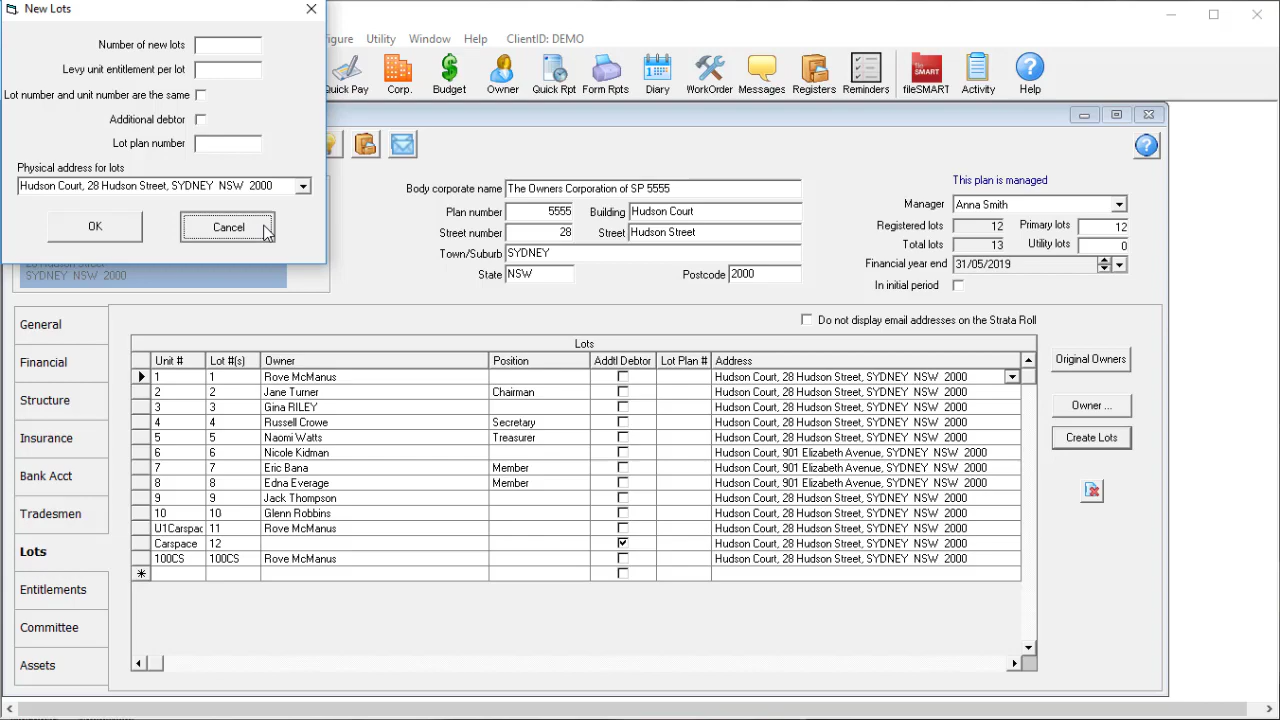 New Lots
Number of new lots
Levy unit entitlement per lot
Lot number and unit number are the same
Additional debtor
Lot plan number
Physical address for lots
Hudson Court, 28 Hudson Street, SYDNEY NSW 2000
OK Cancel
SYDNEY NSW 2000
Utility Window Help ClientID: DEMO
Quick Pay Corp. Budget Owner Quick Rpt Form Rpts Diary WorkOrder Messages Registers Reminders fileSMART Activity Help
Body corporate name The Owners Corporation of SP 5555
Plan number 5555 Building Hudson Court
Street number 28 Street Hudson Street
Town/Suburb SYDNEY
State NSW Postcode 2000
This plan is managed
Manager Anna Smith
Registered lots 12 Primary lots 12
Total lots 13 Utility lots 0
Financial year end 31/05/2019
In initial period
General
Financial
Structure
Insurance
Bank Acct
Tradesmen
Lots
Entitlements
Committee
Assets
Do not display email addresses on the Strata Roll
Lots
Unit # Lot #(s) Owner Position Addtl Debtor Lot Plan # Address
1 1 Rove McManus Hudson Court, 28 Hudson Street, SYDNEY NSW 2000
2 2 Jane Turner Chairman Hudson Court, 28 Hudson Street, SYDNEY NSW 2000
3 3 Gina RILEY Hudson Court, 28 Hudson Street, SYDNEY NSW 2000
4 4 Russell Crowe Secretary Hudson Court, 28 Hudson Street, SYDNEY NSW 2000
5 5 Naomi Watts Treasurer Hudson Court, 28 Hudson Street, SYDNEY NSW 2000
6 6 Nicole Kidman Hudson Court, 901 Elizabeth Avenue, SYDNEY NSW 2000
7 7 Eric Bana Member Hudson Court, 901 Elizabeth Avenue, SYDNEY NSW 2000
8 8 Edna Everage Member Hudson Court, 901 Elizabeth Avenue, SYDNEY NSW 2000
9 9 Jack Thompson Hudson Court, 28 Hudson Street, SYDNEY NSW 2000
10 10 Glenn Robbins Hudson Court, 28 Hudson Street, SYDNEY NSW 2000
U1Carspac 11 Rove McManus Hudson Court, 28 Hudson Street, SYDNEY NSW 2000
Carspace 12 Hudson Court, 28 Hudson Street, SYDNEY NSW 2000
100CS 100CS Rove McManus Hudson Court, 28 Hudson Street, SYDNEY NSW 2000
Original Owners
Owner ...
Create Lots